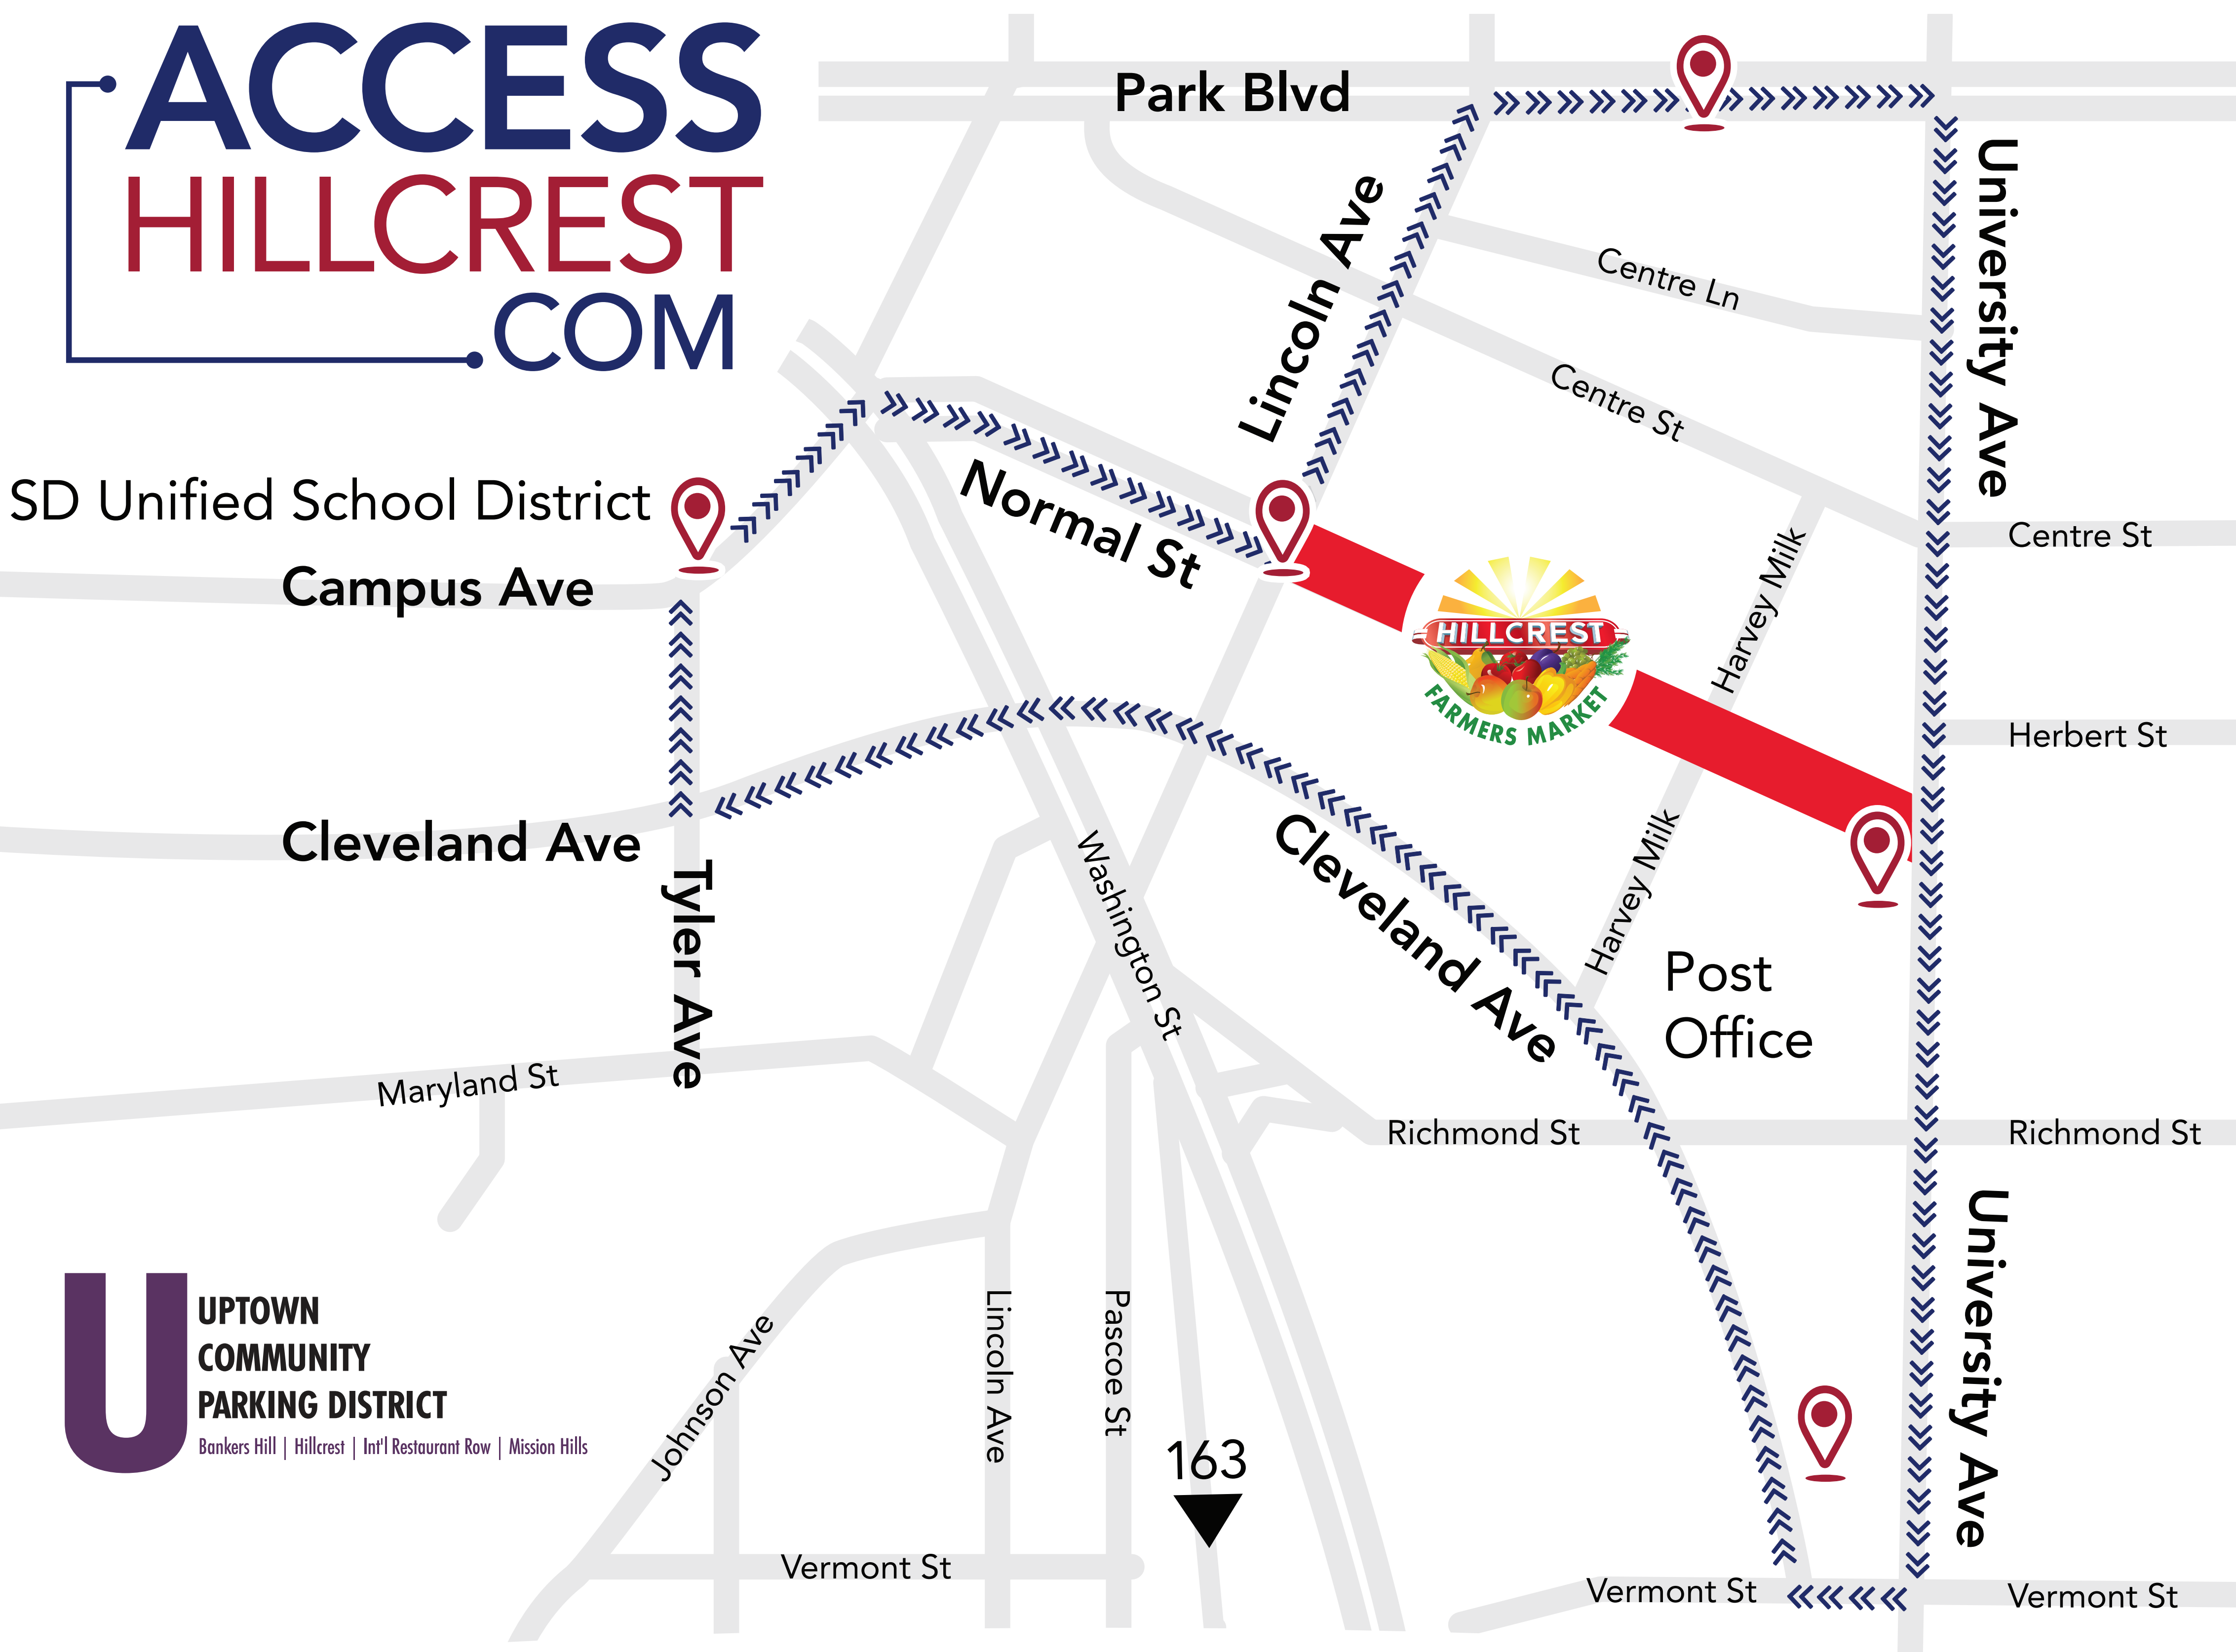 ACCESS
HILLCREST
.COM
Park Blvd
University Ave
Lincoln Ave
Centre Ln
Centre St
SD Unified School District
Normal St
Centre St
Campus Ave
Harvey Milk
HILLCREST
FARMERS MARKET
Herbert St
Cleveland Ave
Tyler Ave
Washington St
Cleveland Ave
Harvey Milk
Post
Office
Maryland St
Richmond St
Richmond St
University Ave
U
UPTOWN
COMMUNITY
PARKING DISTRICT
Bankers Hill | Hillcrest | Int'l Restaurant Row | Mission Hills
Johnson Ave
Lincoln Ave
Pascoe St
163
Vermont St
Vermont St
Vermont St